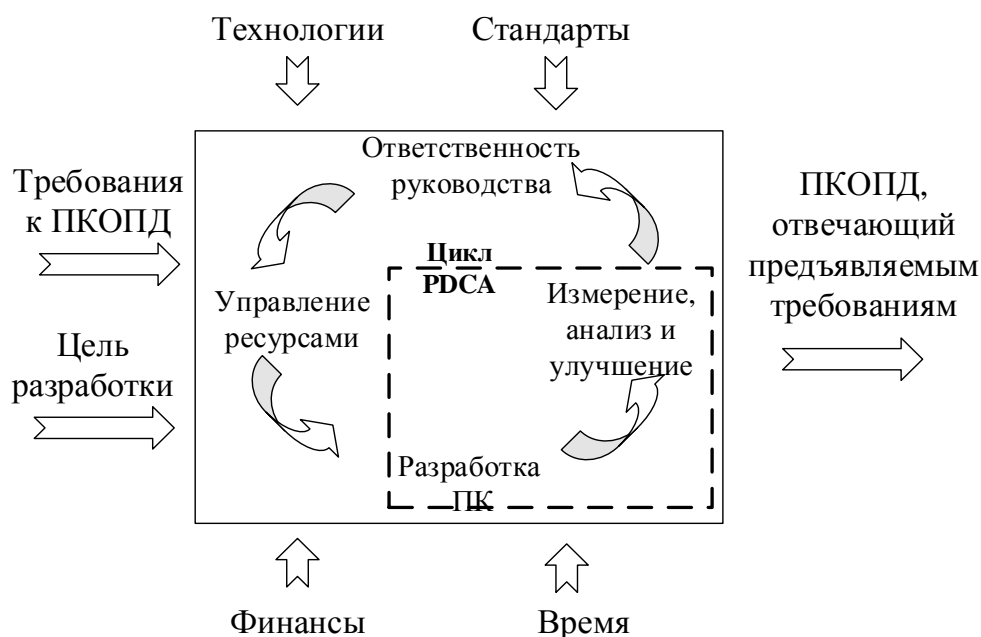 Технологии
Стандарты
Требования
к ПКОПД
Цель
разработки
Ответственность
руководства
Управление
ресурсами
Цикл
PDCA
Измерение,
анализ и
улучшение
Разработка
ПК
ПКОПД,
отвечающий
предъявляемым
требованиям
Финансы
Время